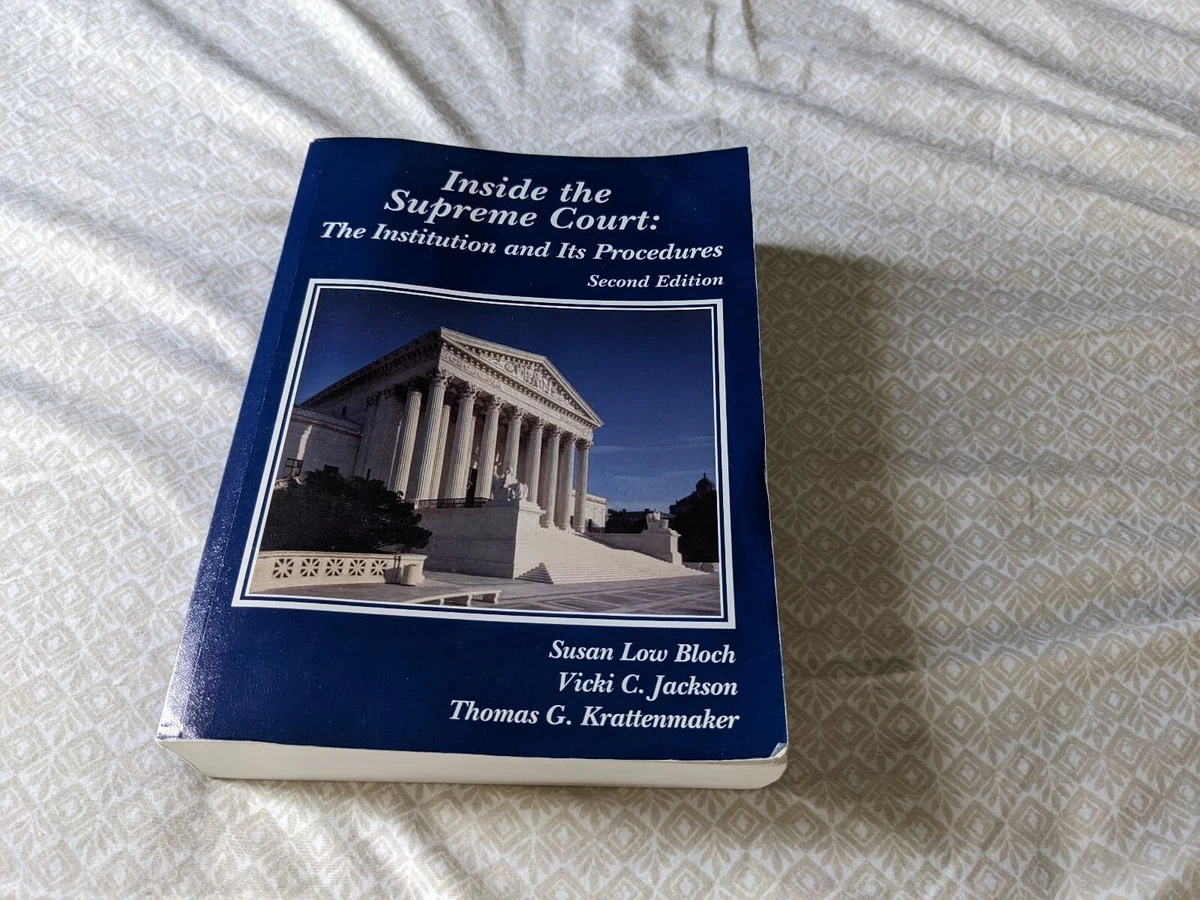 Inside the
Supreme Court:
The Institution and Its Procedures
Second Edition
Susan Low Bloch
Vicki C. Jackson
Thomas G. Krattenmaker